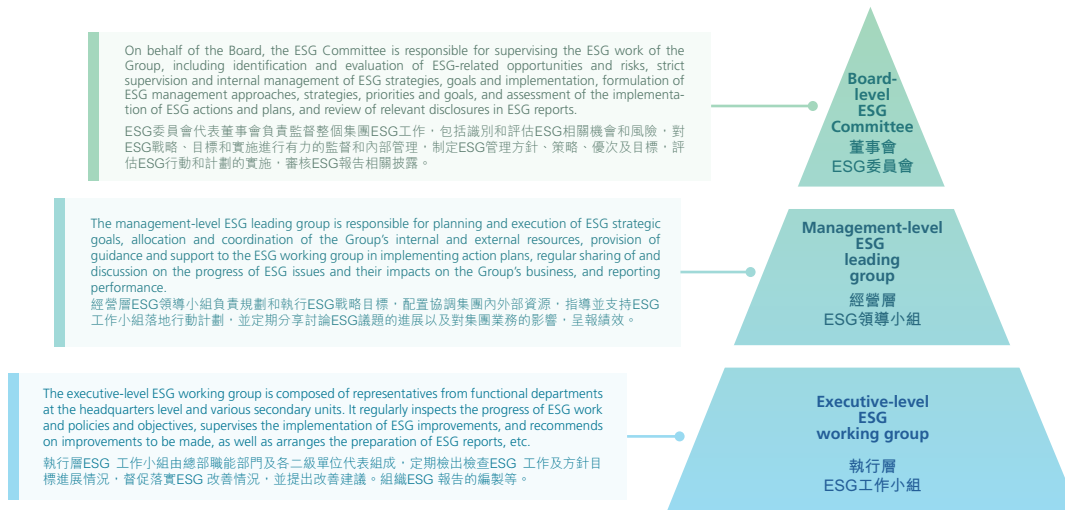 On behalf of the Board, the ESG Committee is responsible for supervising the ESG work of the
Group, including identification and evaluation of ESG-related opportunities and risks, strict
supervision and internal management of ESG strategies, goals and implementation, formulation of
ESG management approaches, strategies, priorities and goals, and assessment of the implementa-
tion of ESG actions and plans, and review of relevant disclosures in ESG reports.
ESG委員會代表董事會負責監督整個集團ESG工作，包括識別和評估ESG相關機會和風險，對
ESG戰略、目標和實施進行有力的監督和內部管理，制定ESG管理方針、策略、優次及目標，評
估ESG行動和計劃的實施，審核ESG報告相關披露。
Board-
level
ESG
Committee
董事會
ESG委員會
The management-level ESG leading group is responsible for planning and execution of ESG strategic
goals, allocation and coordination of the Group's internal and external resources, provision of
guidance and support to the ESG working group in implementing action plans, regular sharing of and
discussion on the progress of ESG issues and their impacts on the Group's business, and reporting
performance.
經營層ESG領導小組負責規劃和執行ESG戰略目標，配置協調集團內外部資源，指導並支持ESG
工作小組落地行動計劃，並定期分享討論ESG議題的進展以及對集團業務的影響，呈報績效。
Management-level
ESG
leading
group
經營層
ESG領導小組
The executive-level ESG working group is composed of representatives from functional departments
at the headquarters level and various secondary units. It regularly inspects the progress of ESG work
and policies and objectives, supervises the implementation of ESG improvements, and recommends
on improvements to be made, as well as arranges the preparation of ESG reports, etc.
執行層ESG 工作小組由總部職能部門及各二級單位代表組成，定期檢出檢查ESG 工作及方針目
標進展情況，督促落實ESG 改善情況，並提出改善建議。組織ESG 報告的編製等。
Executive-level
ESG
working group
執行層
ESG工作小組